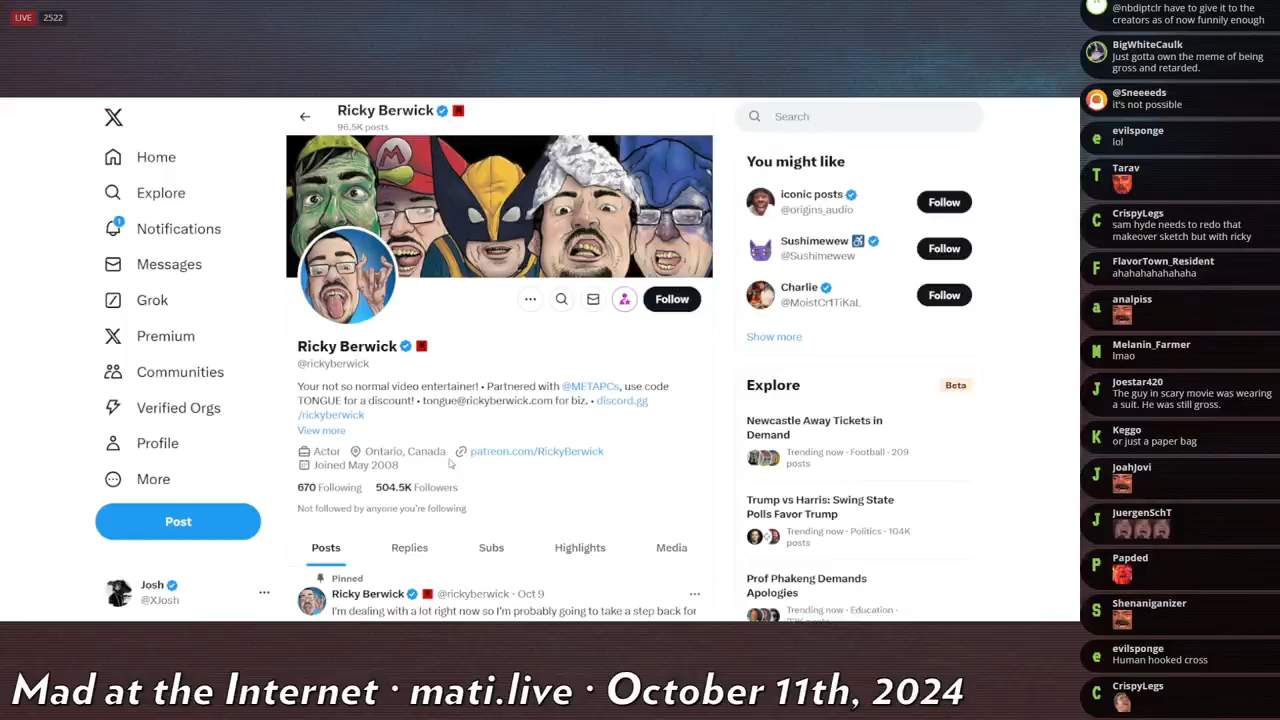 LIVE 2522
Ricky Berwick
96.5K posts
Search
Home
Explore
1
Notifications
Messages
Grok
Premium
Communities
Verified Orgs
Profile
More
Post
Josh
@XJosh
Follow
Ricky Berwick
@rickyberwick
Your not so normal video entertainer! • Partnered with @METAPCs, use code
TONGUE for a discount! • tongue@rickyberwick.com for biz. • discord.gg
/rickyberwick
View more
Actor Ontario, Canada patreon.com/RickyBerwick
Joined May 2008
670 Following 504.5K Followers
Not followed by anyone you're following
Posts Replies Subs Highlights Media
Pinned
Ricky Berwick @rickyberwick · Oct 9
I'm dealing with a lot right now so I'm probably going to take a step back for
You might like
iconic posts
@origins_audio
Follow
Sushimewew
@Sushimewew
Follow
Charlie
@MoistCr1TiKaL
Follow
Show more
Explore
Beta
Newcastle Away Tickets in
Demand
Trending now · Football · 209
posts
Trump vs Harris: Swing State
Polls Favor Trump
Trending now · Politics · 104K
posts
Prof Phakeng Demands
Apologies
Trending now · Education ·
@nbdiptclr have to give it to the
creators as of now funnily enough
BigWhiteCaulk
Just gotta own the meme of being
gross and retarded.
@Sneeeeds
it's not possible
e
evilsponge
lol
T
Tarav
C
CrispyLegs
sam hyde needs to redo that
makeover sketch but with ricky
F
FlavorTown_Resident
ahahahahahaha
a
analpiss
M
Melanin_Farmer
lmao
J
Joestar420
The guy in scary movie was wearing
a suit. He was still gross.
K
Keggo
or just a paper bag
J
JoahJovi
J
JuergenSchT
P
Papded
S
Shenaniganizer
e
evilsponge
Human hooked cross
C
CrispyLegs
Mad at the Internet · mati.live · October 11th, 2024